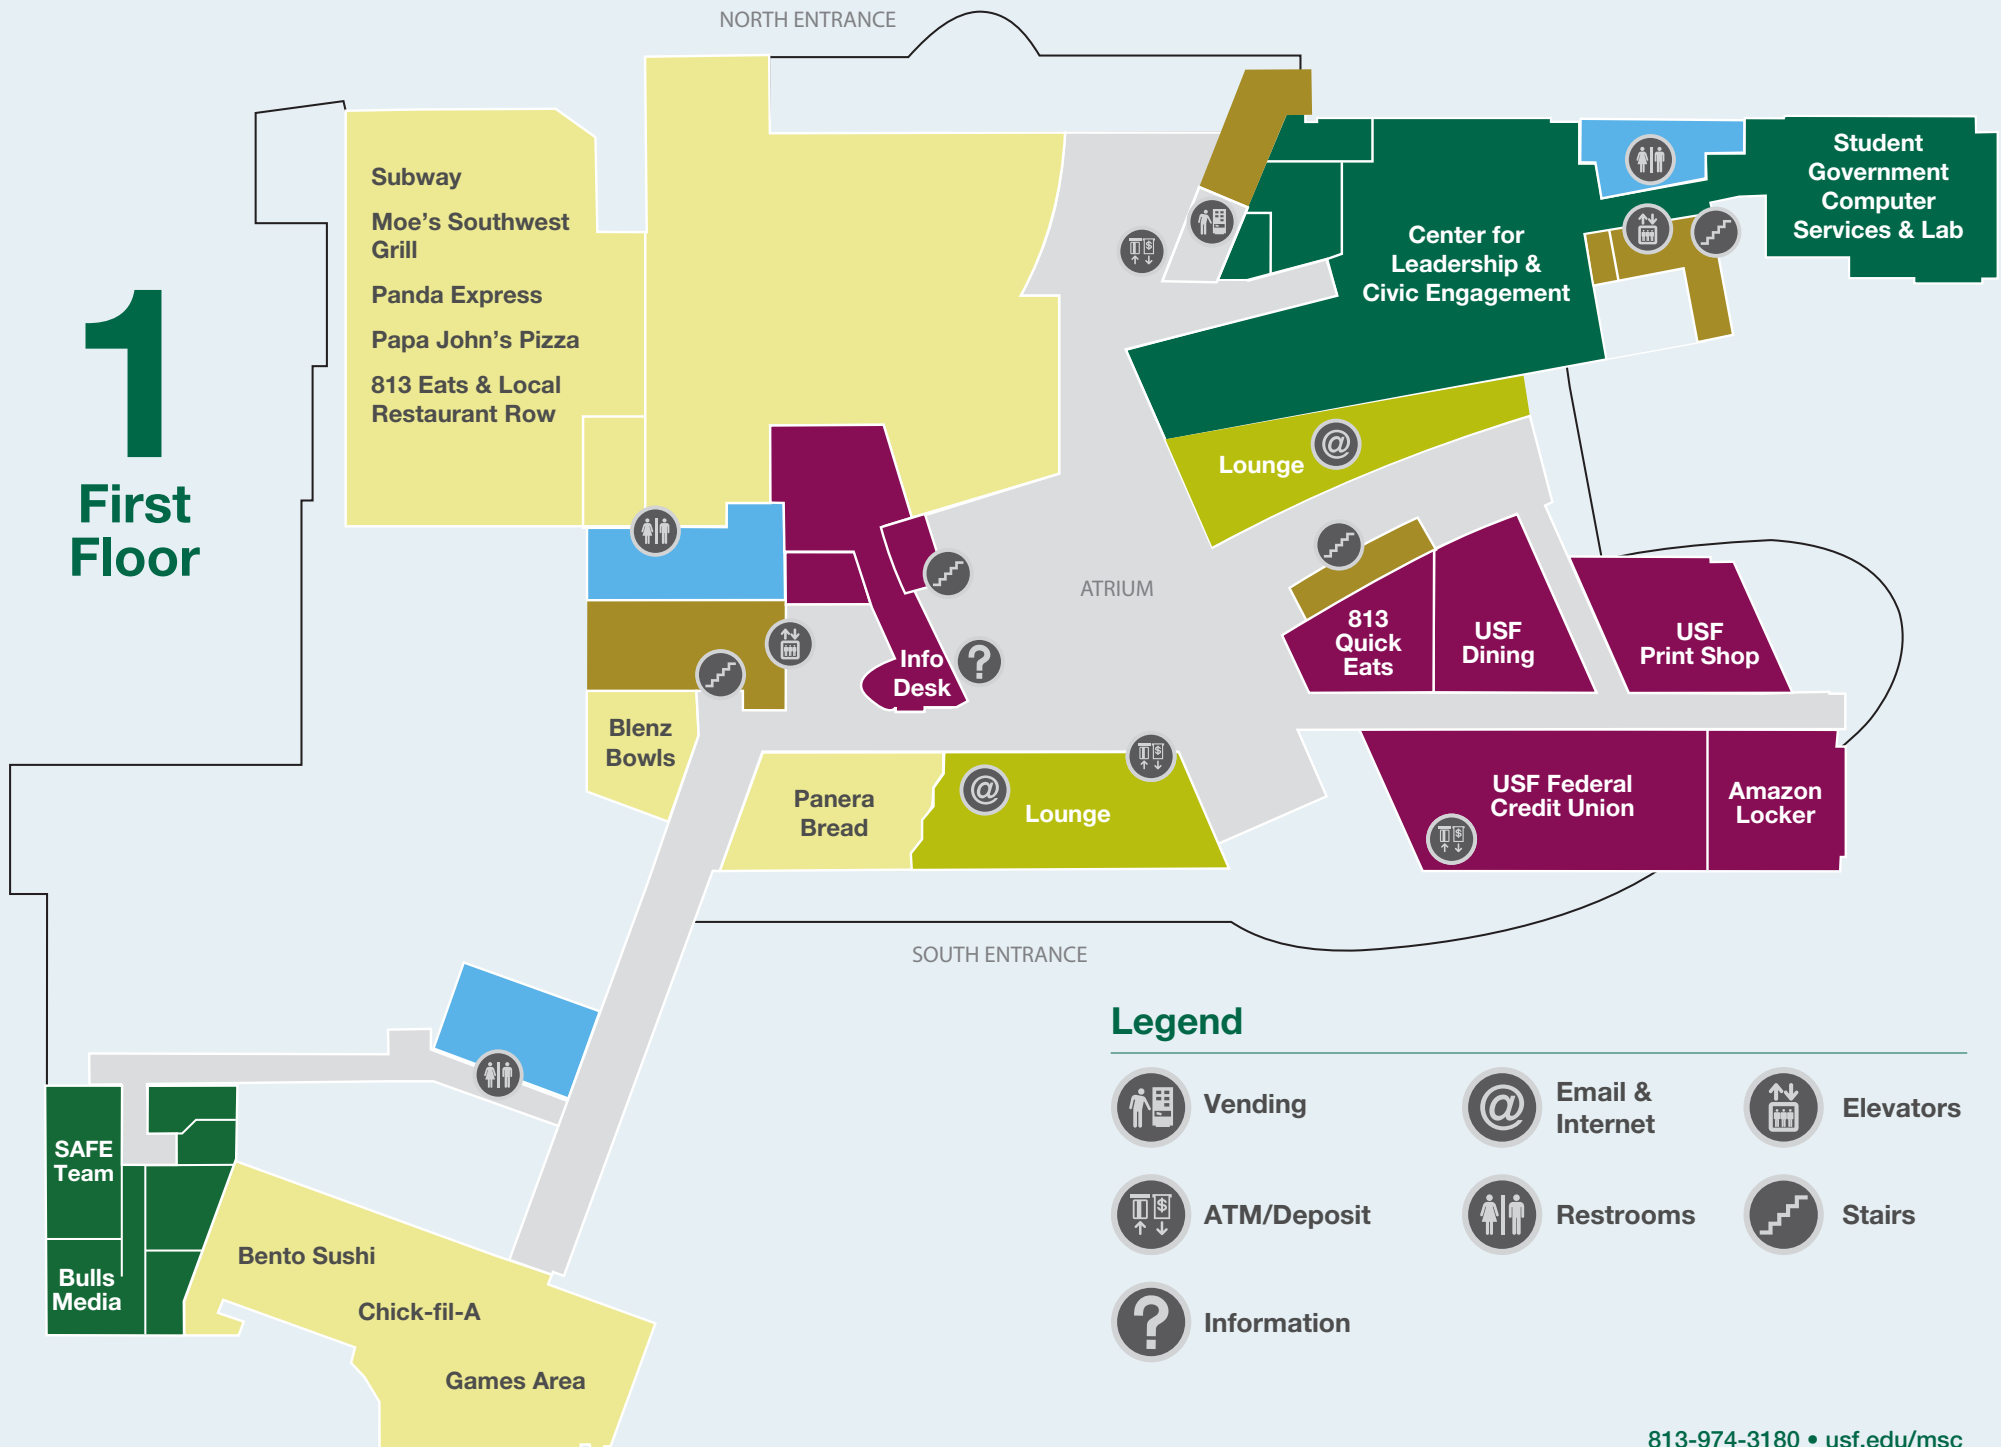 NORTH ENTRANCE
1
First
Floor
Subway
Moe's Southwest
Grill
Panda Express
Papa John's Pizza
813 Eats & Local
Restaurant Row
Center for
Leadership &
Civic Engagement
Student
Government
Computer
Services & Lab
Lounge
@
ATRIUM
813
Quick
Eats
USF
Dining
USF
Print Shop
Info
Desk
?
Blenz
Bowls
Panera
Bread
@
Lounge
$
USF Federal
Credit Union
$
Amazon
Locker
$
SOUTH ENTRANCE
SAFE
Team
Bulls
Media
Bento Sushi
Chick-fil-A
Games Area
Legend
Vending
@
Email &
Internet
Elevators
$
ATM/Deposit
Restrooms
Stairs
?
Information
813-974-3180 • usf.edu/msc